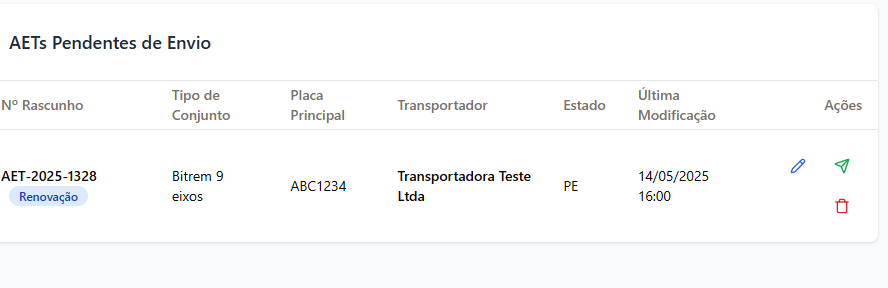 AETs Pendentes de Envio
Nº Rascunho
Tipo de
Conjunto
Placa
Principal
Transportador
Estado
Última
Modificação
Ações
AET-2025-1328
Renovação
Bitrem 9
eixos
ABC1234
Transportadora Teste
Ltda
PE
14/05/2025
16:00